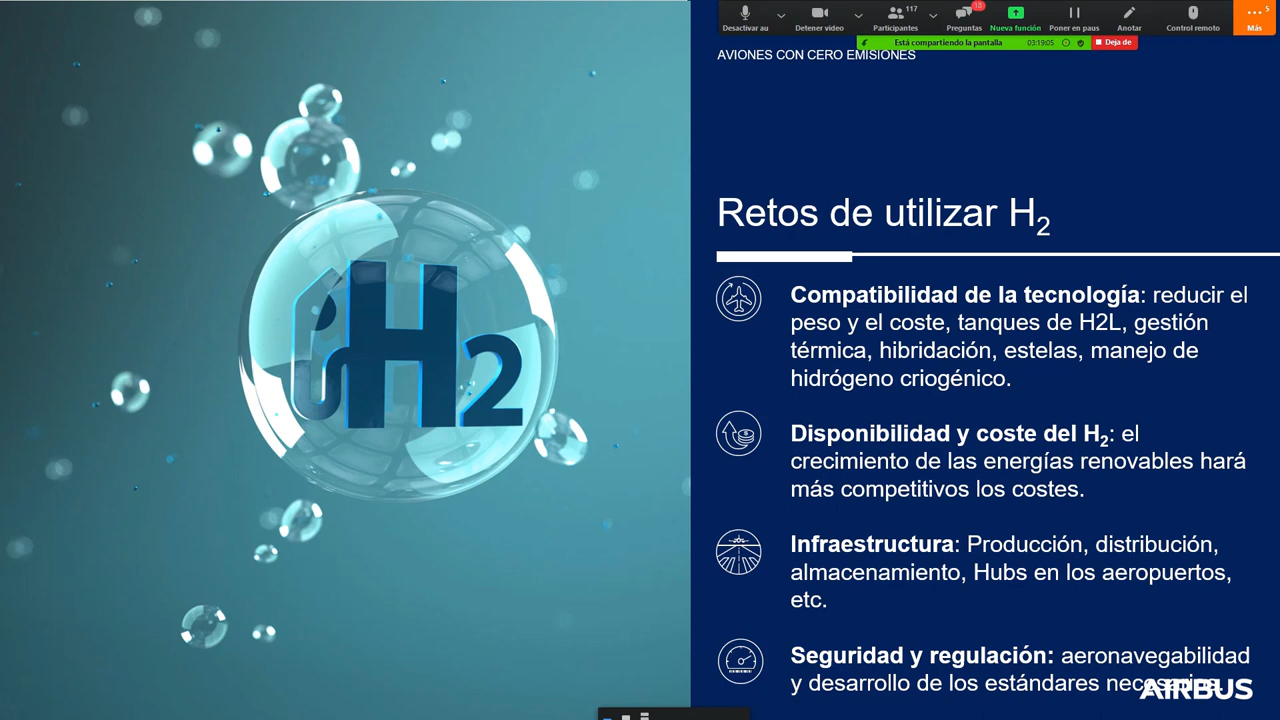 Desactivar au
Detener video
117
Participantes
18
Preguntas
Nueva función
Poner en paus
Anotar
Control remoto
5
Más
Está compartiendo la pantalla
03:19:05
Deja de
AVIONES CON CERO EMISIONES
Retos de utilizar H2
H2
Compatibilidad de la tecnología: reducir el
peso y el coste, tanques de H2L, gestión
térmica, hibridación, estelas, manejo de
hidrógeno criogénico.
Disponibilidad y coste del H2: el
crecimiento de las energías renovables hará
más competitivos los costes.
Infraestructura: Producción, distribución,
almacenamiento, Hubs en los aeropuertos,
etc.
Seguridad y regulación: aeronavegabilidad
y desarrollo de los estándares
AIRBUS